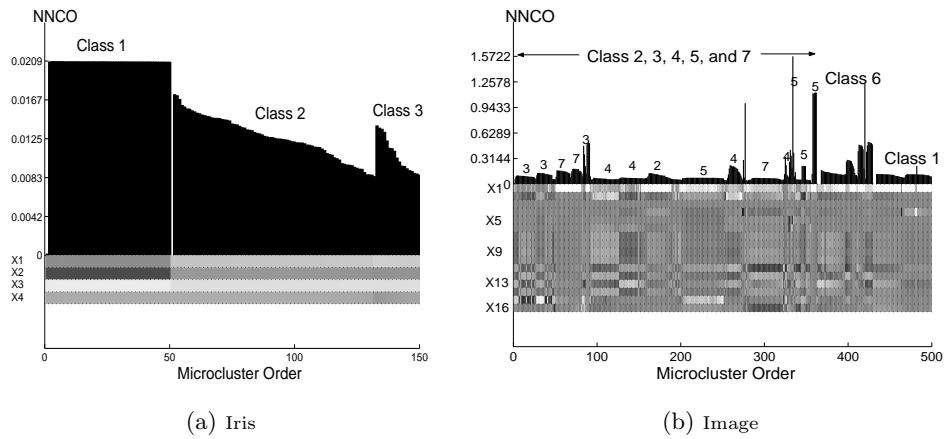 NNCO
Class 1
0.0209
0.0167
Class 2
Class 3
0.0125
0.0083
0.0042
0
X1
X2
X3
X4
0
50
100
150
Microcluster Order
(a) Iris
NNCO
1.5722
Class 2, 3, 4, 5, and 7
1.2578
5
5
Class 6
0.9433
0.6289
3
0.3144
3
3
7
7
4
4
2
5
4
7
4
5
Class 1
0
X1
X5
X9
X13
X16
0
100
200
300
400
500
Microcluster Order
(b) Image